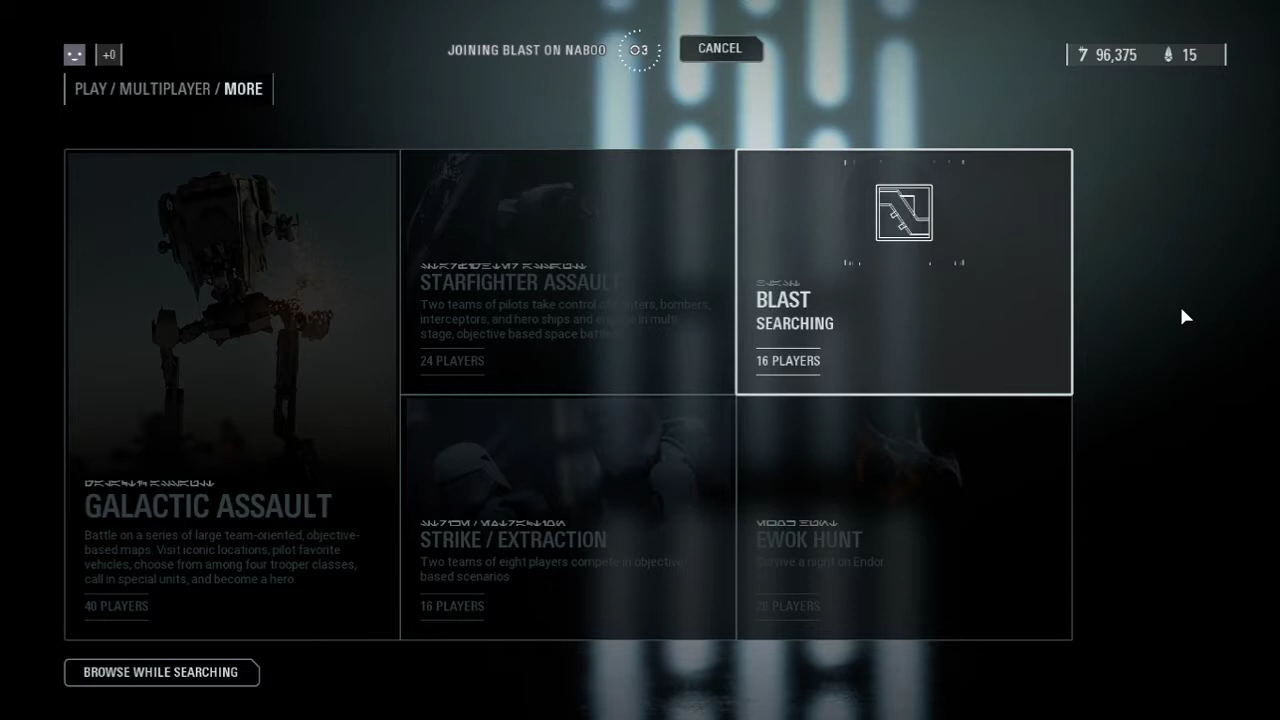 JOINING BLAST ON NABOO 03 CANCEL
+0
96,375 15
PLAY / MULTIPLAYER / MORE
GALACTIC ASSAULT
Battle on a series of large team-oriented, objective-
based maps. Visit iconic locations, pilot favorite
vehicles, choose from among four trooper classes,
call in special units, and become a hero
40 PLAYERS
STARFIGHTER ASSAULT
Two teams of pilots take control of fighters, bombers,
interceptors, and hero ships and engage in multi-
stage, objective based space battles
24 PLAYERS
BLAST
SEARCHING
16 PLAYERS
STRIKE / EXTRACTION
Two teams of eight players compete in objective-
based scenarios
16 PLAYERS
EWOK HUNT
Survive a night on Endor
20 PLAYERS
BROWSE WHILE SEARCHING